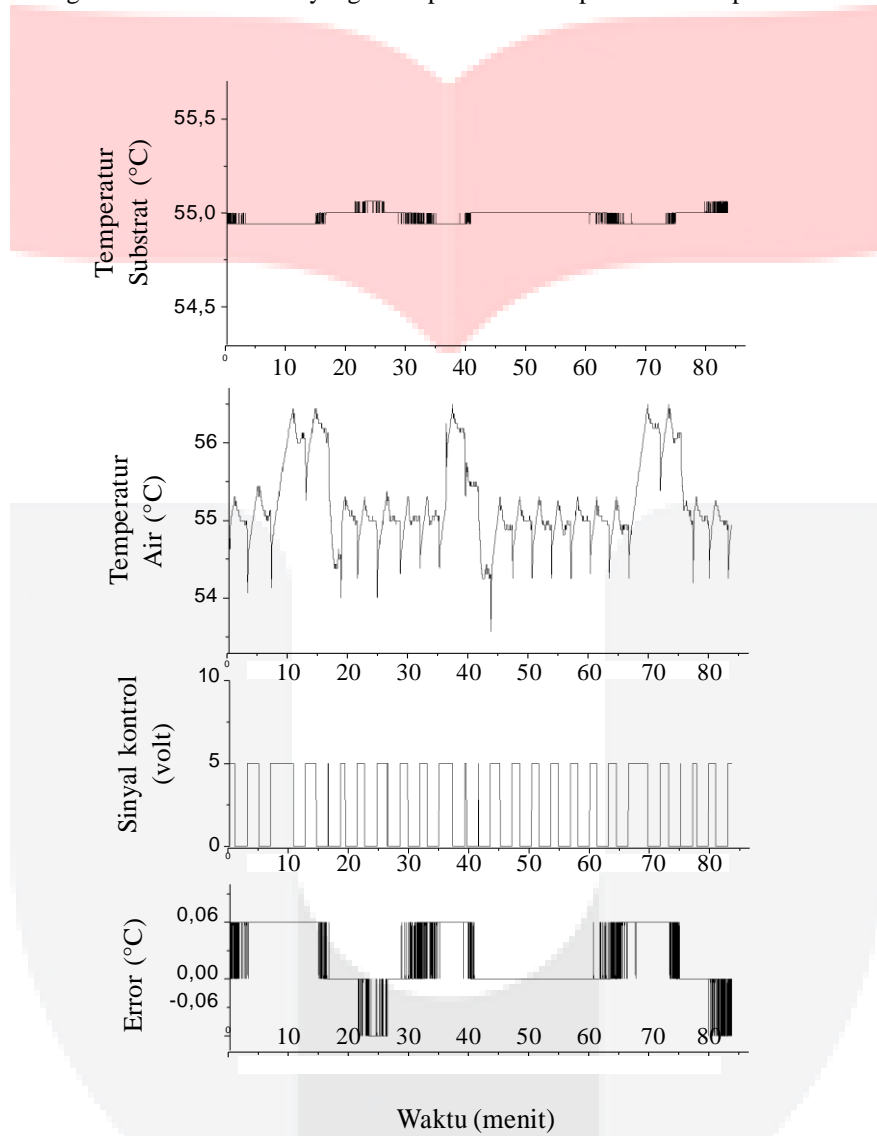 Temperatur
Substrat (°C)
55,5
55,0
54,5
0
10 20 30 40 50 60 70 80
Temperatur
Air (°C)
56
55
54
0
10 20 30 40 50 60 70 80
Sinyal kontrol
(volt)
10
5
0
0
10 20 30 40 50 60 70 80
Error (°C)
0,06
0,00
-0,06
0
10 20 30 40 50 60 70 80
Waktu (menit)